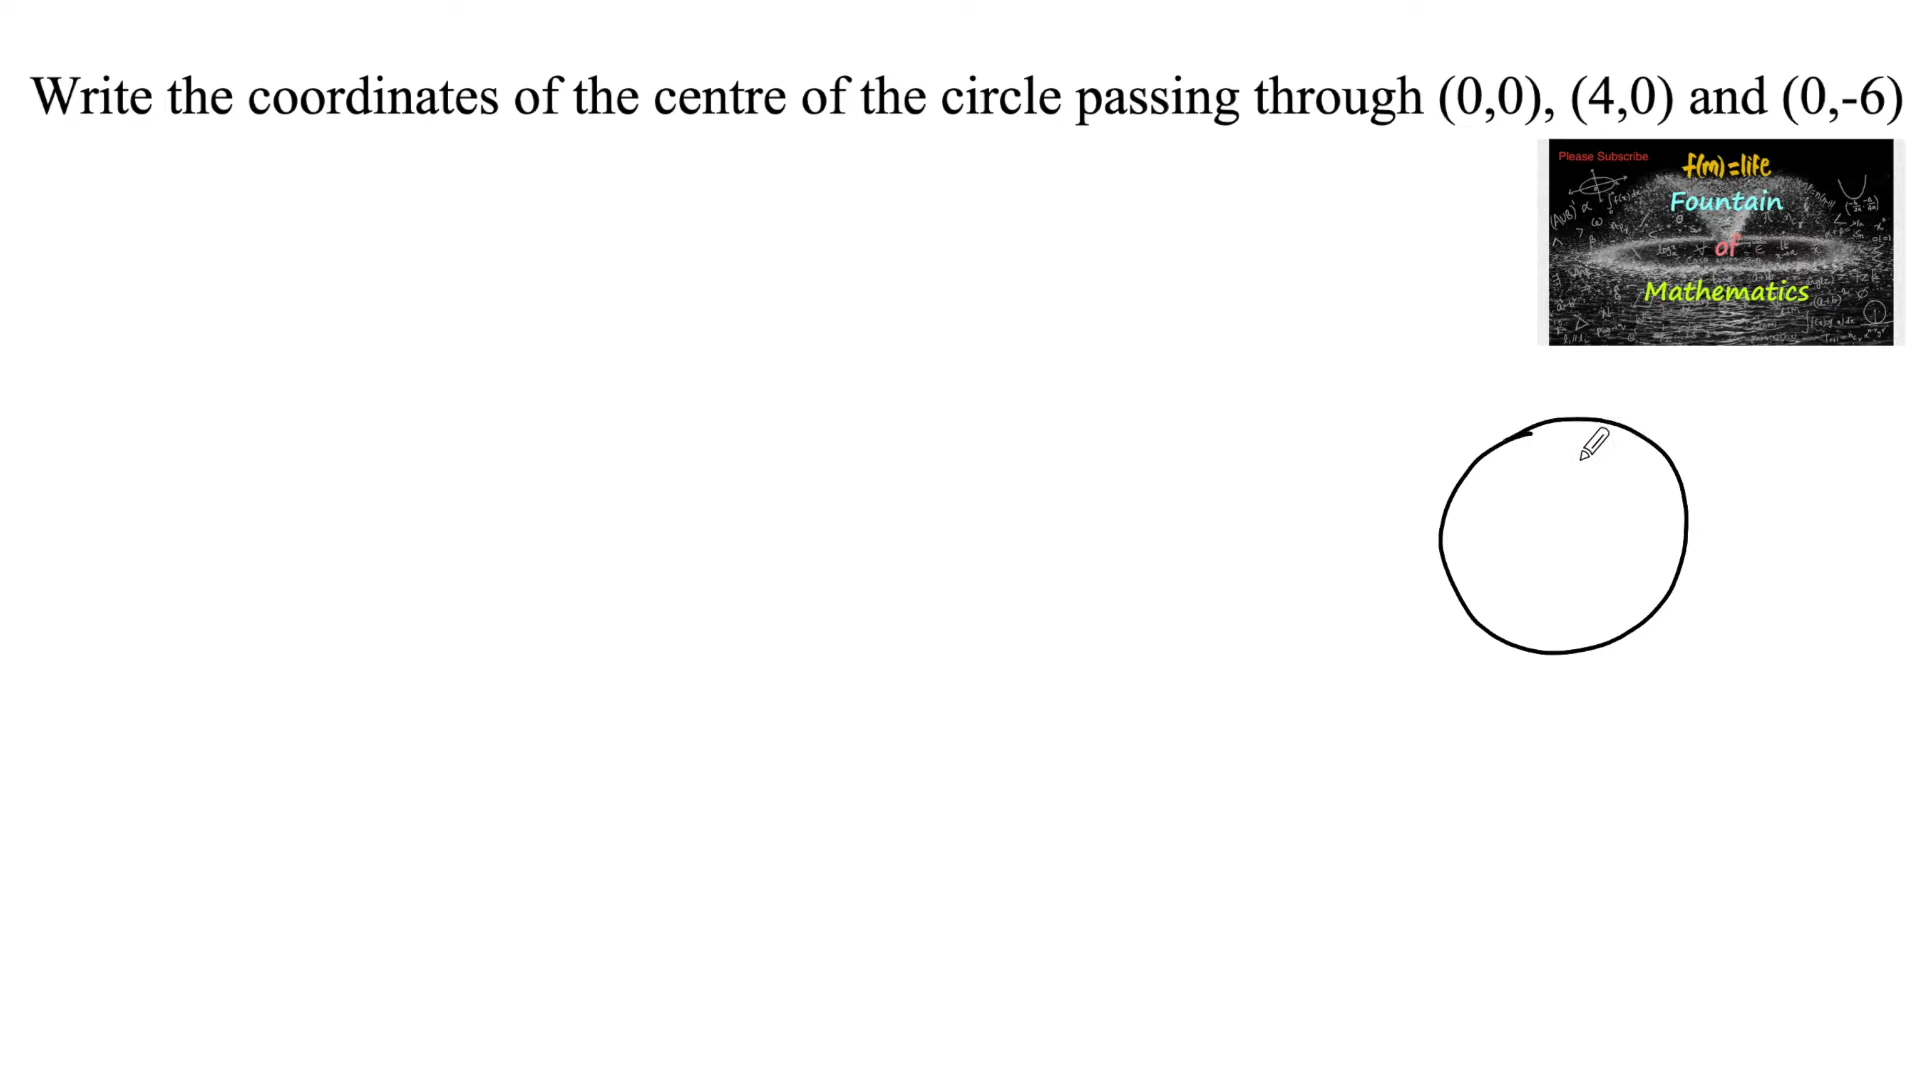 Write the coordinates of the centre of the circle passing through (0,0), (4,0) and (0,-6)
Please Subscribe
f(m)=life
Fountain
of
Mathematics